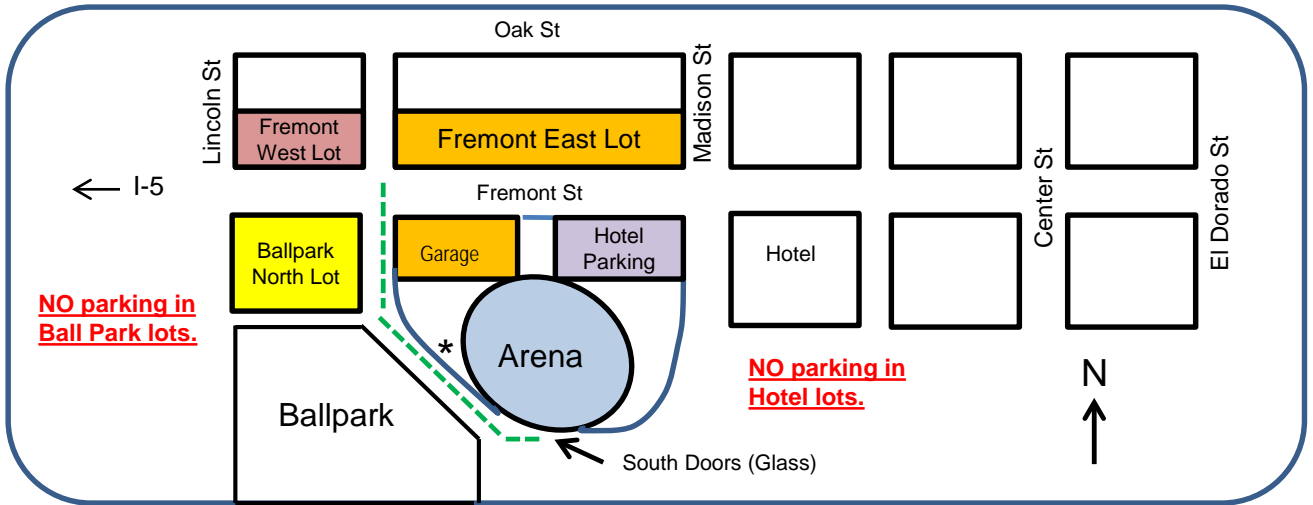 Oak St
Lincoln St
Madison St
Fremont
West Lot
Fremont East Lot
I-5
Fremont St
Center St
El Dorado St
Ballpark
North Lot
Garage
Hotel
Parking
Hotel
NO parking in
Ball Park lots.
*
Arena
NO parking in
Hotel lots.
N
Ballpark
South Doors (Glass)